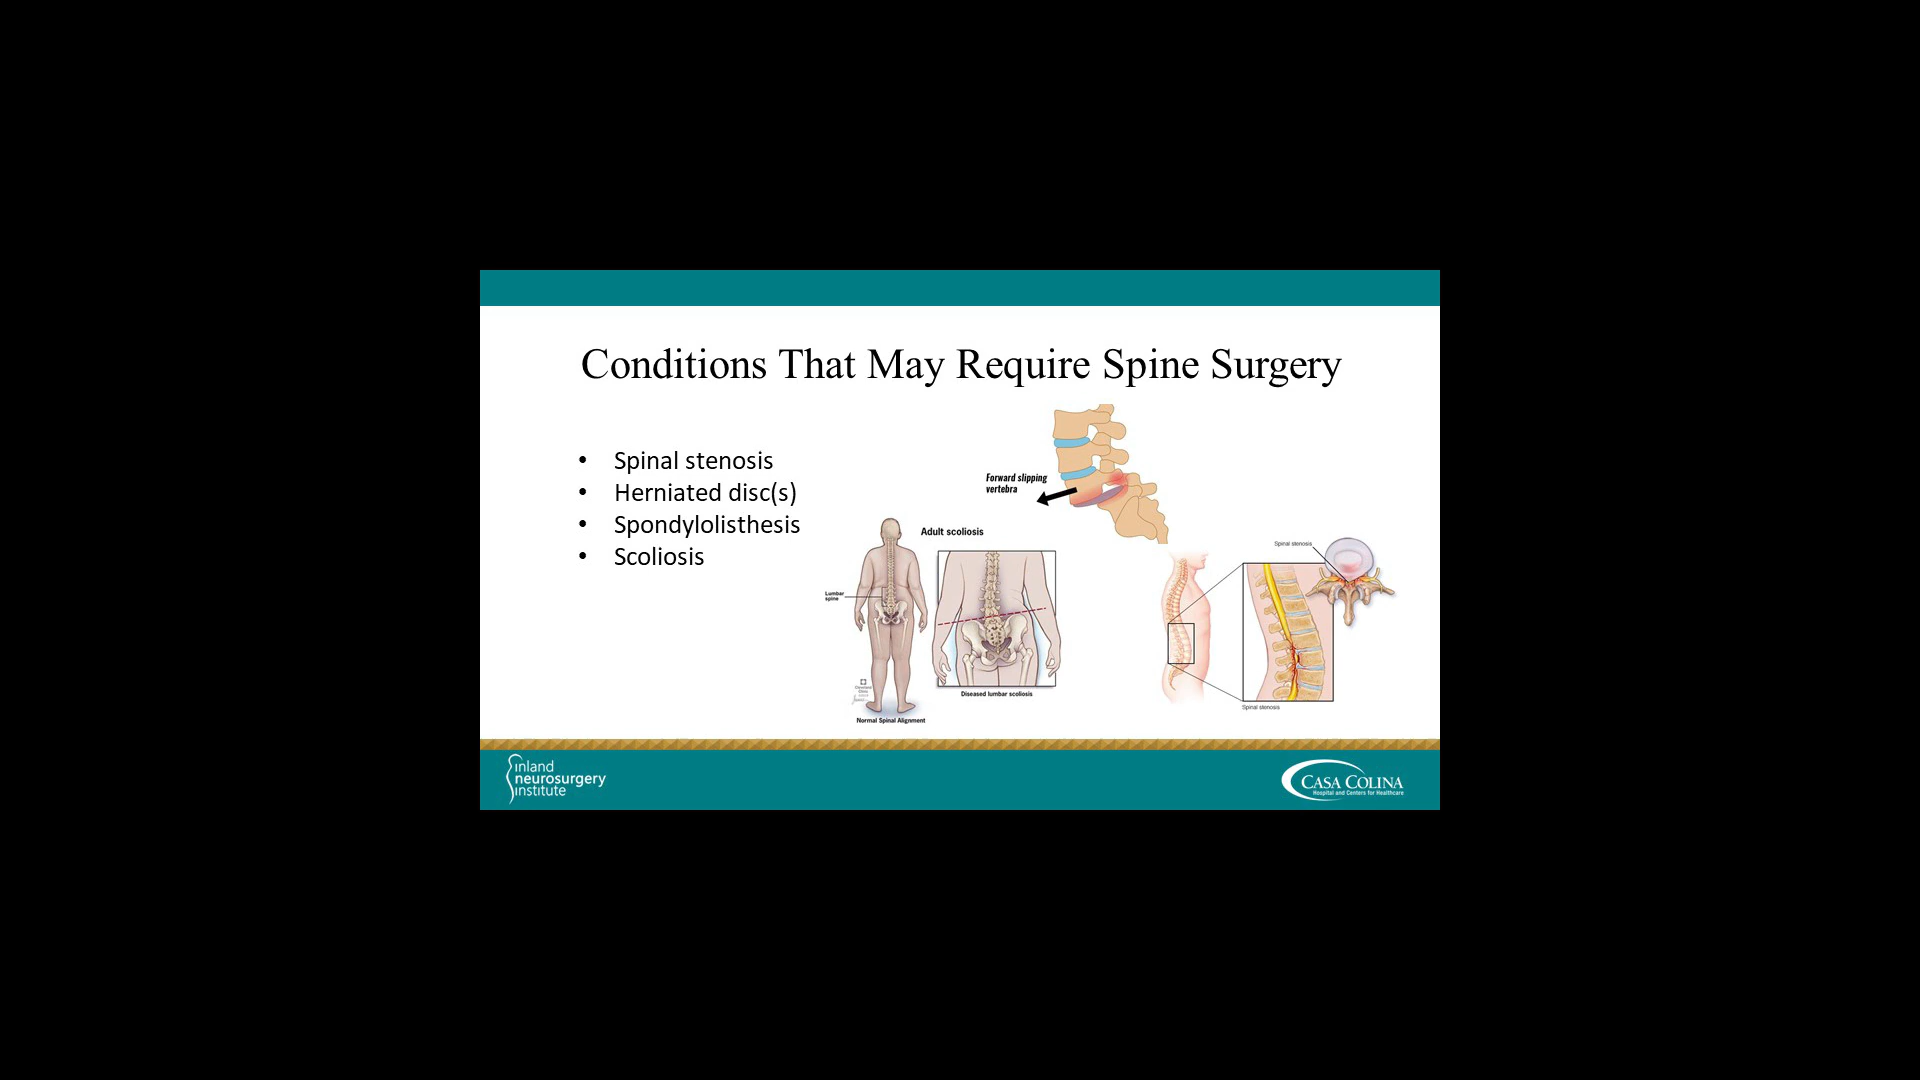 Conditions That May Require Spine Surgery
• Spinal stenosis
• Herniated disc(s)
• Spondylolisthesis
• Scoliosis
Forward slipping
vertebra
Adult scoliosis
Lumbar
spine
Diseased lumbar scoliosis
Normal Spinal Alignment
Spinal stenosis
Spinal stenosis
inland
neurosurgery
institute
CASA COLINA
Hospital and Centers for Healthcare